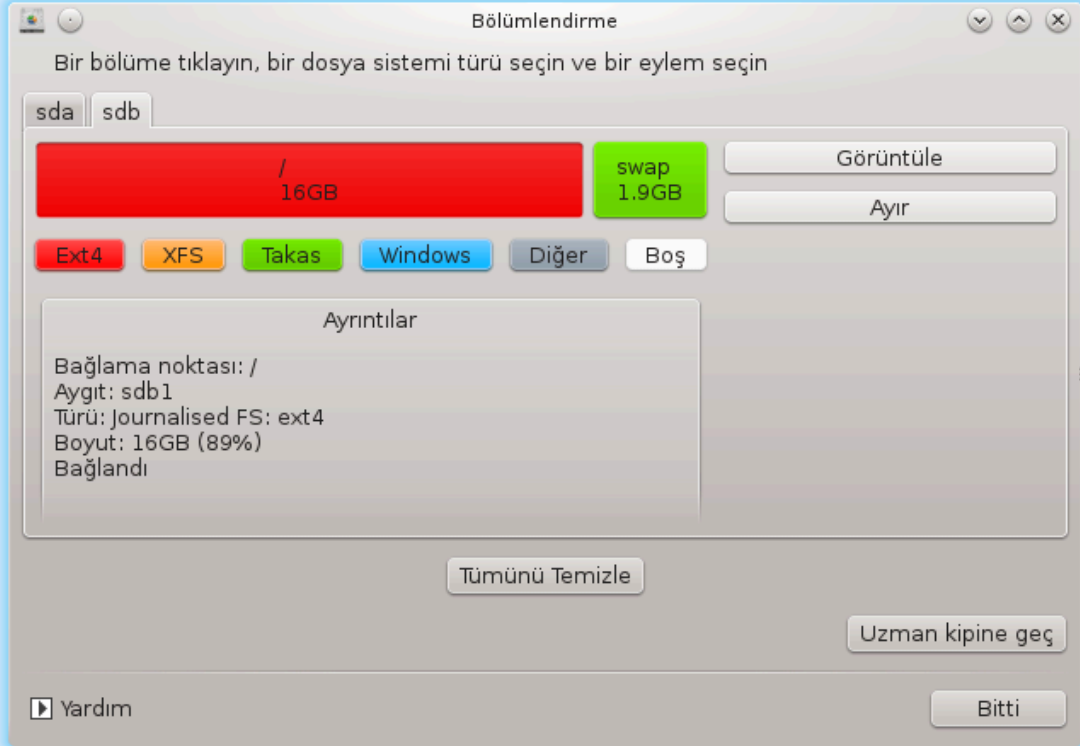 Bölümlendirme
Bir bölüme tıklayın, bir dosya sistemi türü seçin ve bir eylem seçin
sda sdb
/
16GB
swap
1.9GB
Görüntüle
Ayır
Ext4 XFS Takas Windows Diğer Boş
Ayrıntılar
Bağlama noktası: /
Aygıt: sdb1
Türü: Journalised FS: ext4
Boyut: 16GB (89%)
Bağlandı
Tümünü Temizle
Uzman kipine geç
Yardım
Bitti